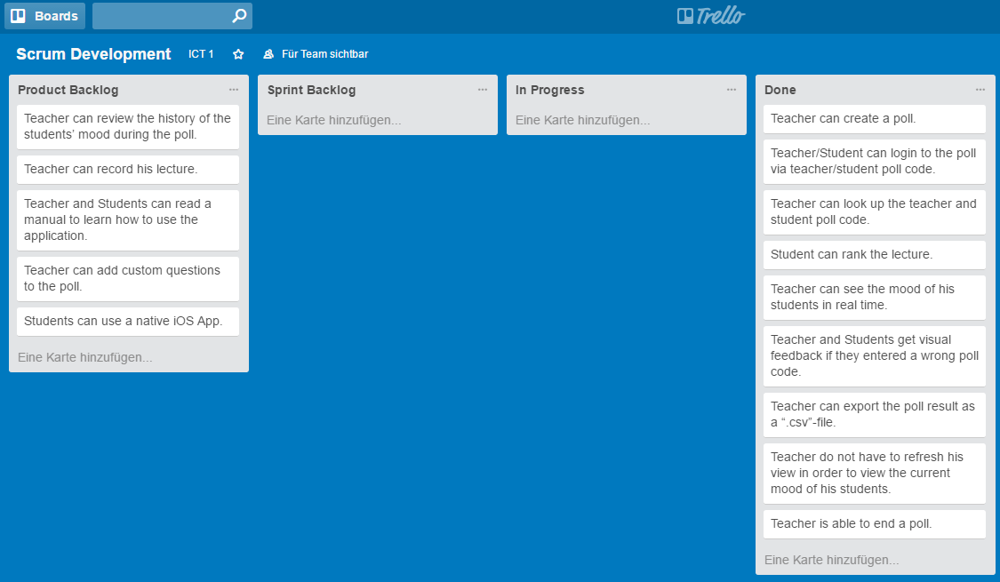 Boards
Trello
Scrum Development
ICT 1
Für Team sichtbar
Product Backlog
Teacher can review the history of the
students’ mood during the poll.
Teacher can record his lecture.
Teacher and Students can read a
manual to learn how to use the
application.
Teacher can add custom questions
to the poll.
Students can use a native iOS App.
Eine Karte hinzufügen...
Sprint Backlog
Eine Karte hinzufügen...
In Progress
Eine Karte hinzufügen...
Done
Teacher can create a poll.
Teacher/Student can login to the poll
via teacher/student poll code.
Teacher can look up the teacher and
student poll code.
Student can rank the lecture.
Teacher can see the mood of his
students in real time.
Teacher and Students get visual
feedback if they entered a wrong poll
code.
Teacher can export the poll result as
a “.csv”-file.
Teacher do not have to refresh his
view in order to view the current
mood of his students.
Teacher is able to end a poll.
Eine Karte hinzufügen...